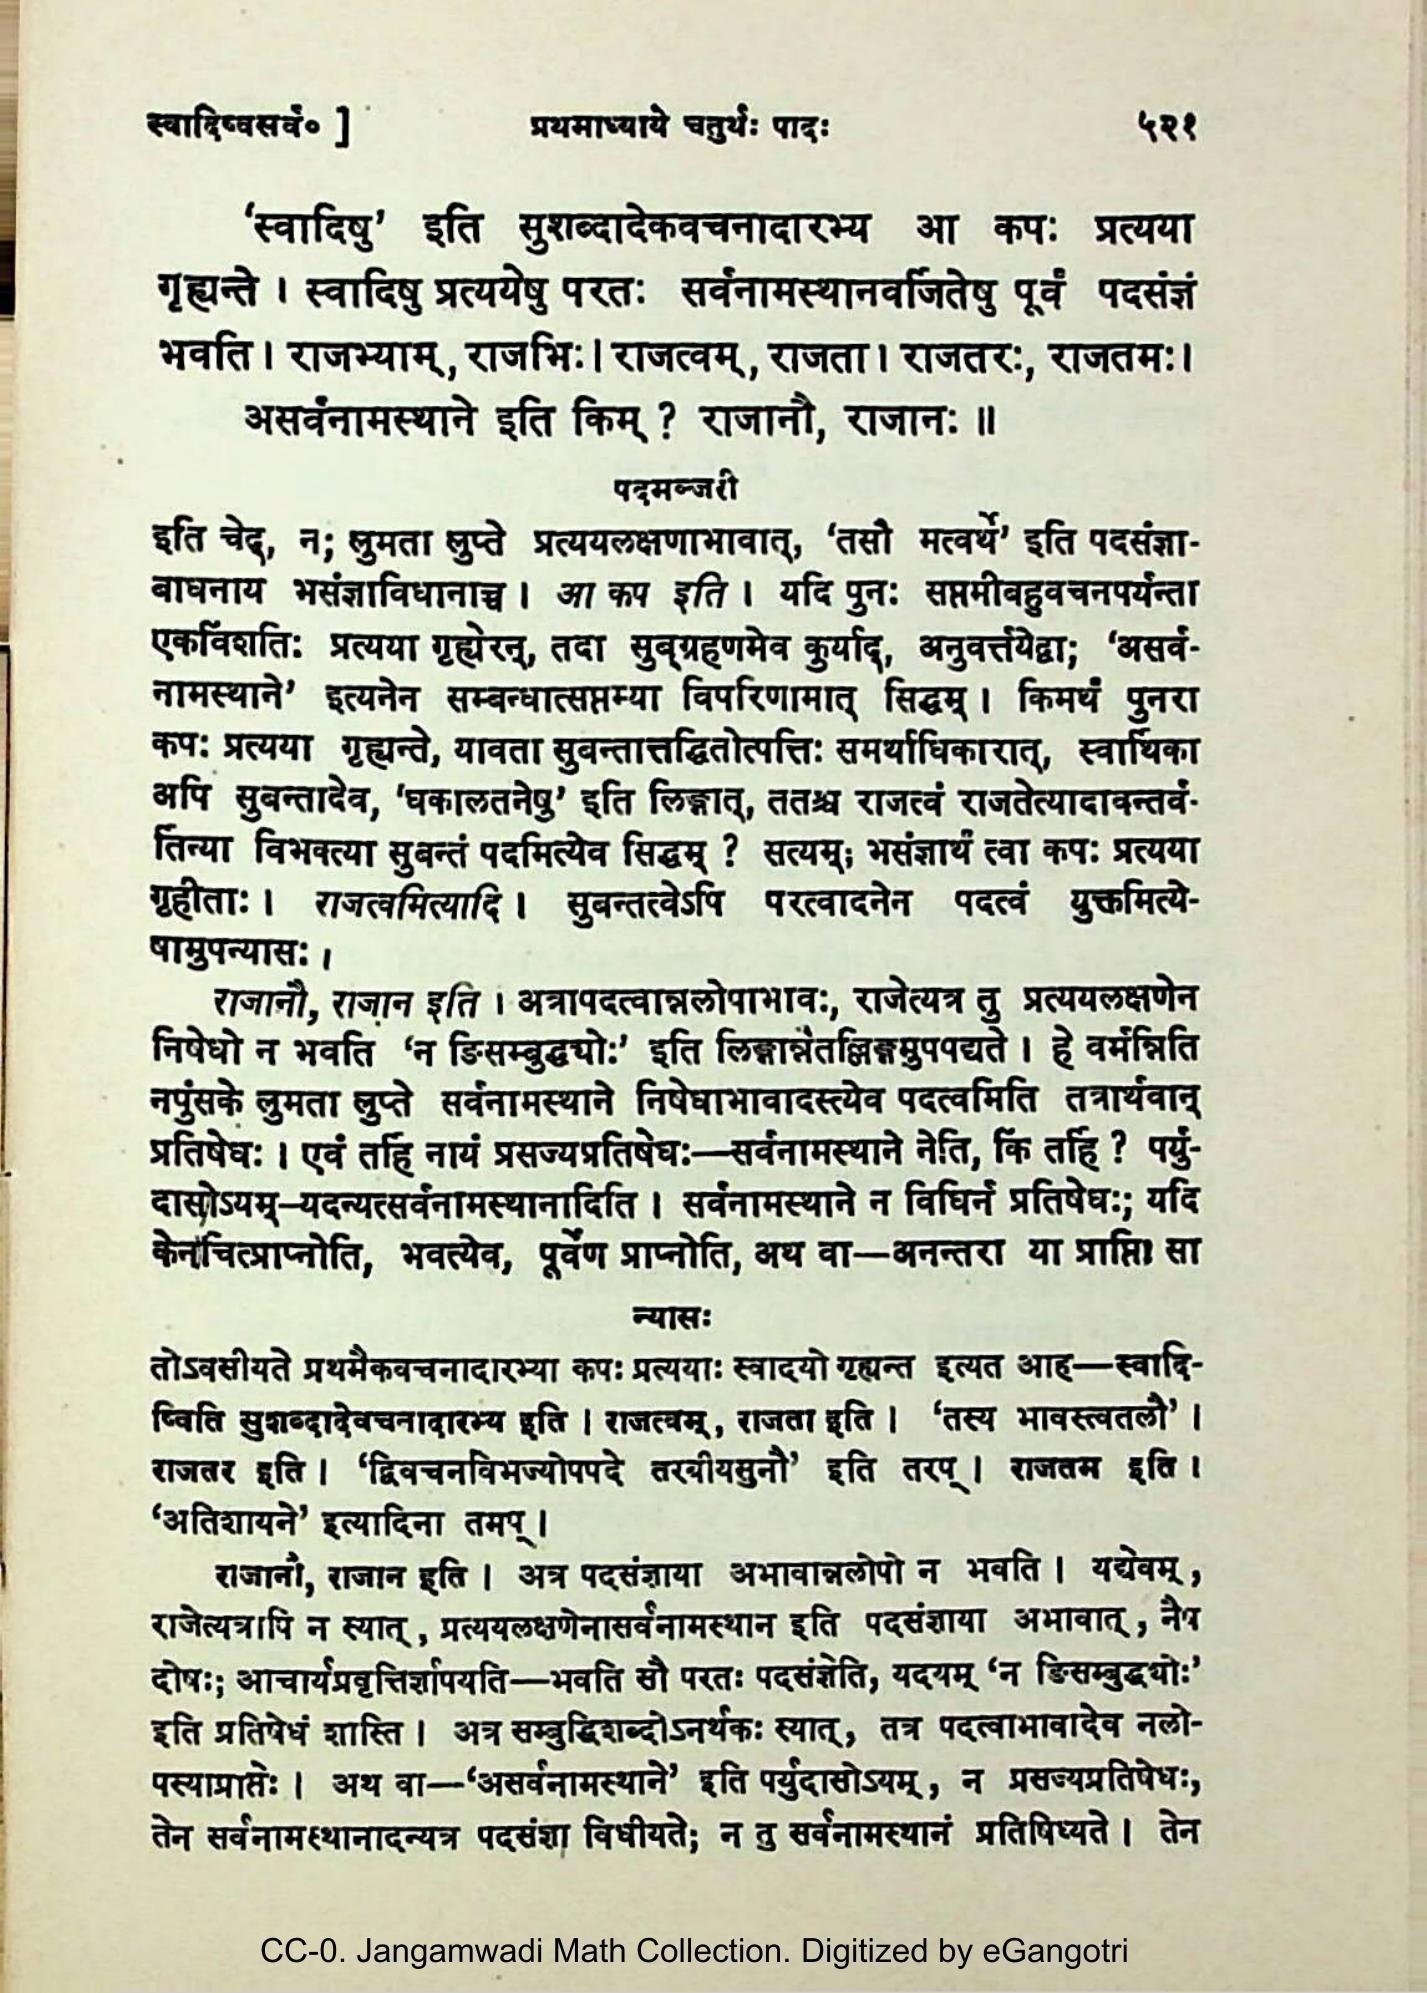 स्वादिष्वसर्वं० ] प्रथमाध्याये चतुर्थः पादः ५२१
‘स्वादिषु’ इति सुशब्दादेकवचनादारभ्य आ कपः प्रत्यया
गृह्यन्ते । स्वादिषु प्रत्ययेषु परतः सर्वनामस्थानवर्जितेषु पूर्वं पदसंज्ञं
भवति । राजभ्याम्, राजभिः। राजत्वम्, राजता । राजतरः, राजतमः।
असर्वनामस्थाने इति किम् ? राजानौ, राजानः ॥
पदमञ्जरी
इति चेद्, न; लुमता लुप्ते प्रत्ययलक्षणाभावात्, ‘तसौ मत्वर्थे’ इति पदसंज्ञा-
बाधनाय भसंज्ञाविधानाच्च । आ कप इति । यदि पुनः सप्तमीबहुवचनपर्यन्ता
एकविंशतिः प्रत्यया गृह्येरन्, तदा सुब्ग्रहणमेव कुर्याद्, अनुवर्त्तयेद्वा; ‘असर्व-
नामस्थाने’ इत्यनेन सम्बन्धात्सप्तम्या विपरिणामात् सिद्धम् । किमर्थं पुनरा
कपः प्रत्यया गृह्यन्ते, यावता सुबन्तात्तद्धितोत्पत्तिः समर्थाधिकारात्, स्वार्थिका
अपि सुबन्तादेव, ‘घकालतनेषु’ इति लिङ्गात्, ततश्च राजत्वं राजतेत्यादावन्तर्व-
र्तिन्या विभक्त्या सुबन्तं पदमित्येव सिद्धम् ? सत्यम्; भसंज्ञार्थं त्वा कपः प्रत्यया
गृहीताः । राजत्वमित्यादि । सुबन्तत्वेऽपि परत्वादनेन पदत्वं युक्तमित्ये-
षामुपन्यासः ।
राजानौ, राजान इति । अत्रापदत्वान्नलोपाभावः, राजेत्यत्र तु प्रत्ययलक्षणेन
निषेधो न भवति ‘न ङिसम्बुद्ध्योः’ इति लिङ्गान्नैतल्लिङ्गमुपपद्यते । हे वर्मन्निति
नपुंसके लुमता लुप्ते सर्वनामस्थाने निषेधाभावादस्त्येव पदत्वमिति तत्रार्थवान्
प्रतिषेधः । एवं तर्हि नायं प्रसज्यप्रतिषेधः—सर्वनामस्थाने नेति, किं तर्हि ? पर्यु-
दासोऽयम्–यदन्यत्सर्वनामस्थानादिति । सर्वनामस्थाने न विधिर्न प्रतिषेधः; यदि
केनचित्प्राप्नोति, भवत्येव, पूर्वेण प्राप्नोति, अथ वा—अनन्तरा या प्राप्तिः सा
न्यासः
तोऽवसीयते प्रथमैकवचनादारभ्या कपः प्रत्ययाः स्वादयो गृह्यन्त इत्यत आह—स्वादि-
ष्विति सुशब्दादेवचनादारभ्य इति । राजत्वम्, राजता इति । ‘तस्य भावस्त्वतलौ’ ।
राजतर इति । ‘द्विवचनविभज्योपपदे तरबीयसुनौ’ इति तरप् । राजतम इति ।
‘अतिशायने’ इत्यादिना तमप् ।
राजानौ, राजान इति । अत्र पदसंज्ञाया अभावान्नलोपो न भवति । यद्येवम्,
राजेत्यत्रापि न स्यात्, प्रत्ययलक्षणेनासर्वनामस्थान इति पदसंज्ञाया अभावात्, नैष
दोषः; आचार्यप्रवृत्तिर्ज्ञापयति—भवति सौ परतः पदसंज्ञेति, यदयम् ‘न ङिसम्बुद्ध्योः’
इति प्रतिषेधं शास्ति । अत्र सम्बुद्धिशब्दोऽनर्थकः स्यात्, तत्र पदत्वाभावादेव नलो-
पस्याप्राप्तेः । अथ वा—‘असर्वनामस्थाने’ इति पर्युदासोऽयम्, न प्रसज्यप्रतिषेधः,
तेन सर्वनामस्थानादन्यत्र पदसंज्ञा विधीयते; न तु सर्वनामस्थानं प्रतिषिध्यते । तेन
CC-0. Jangamwadi Math Collection. Digitized by eGangotri